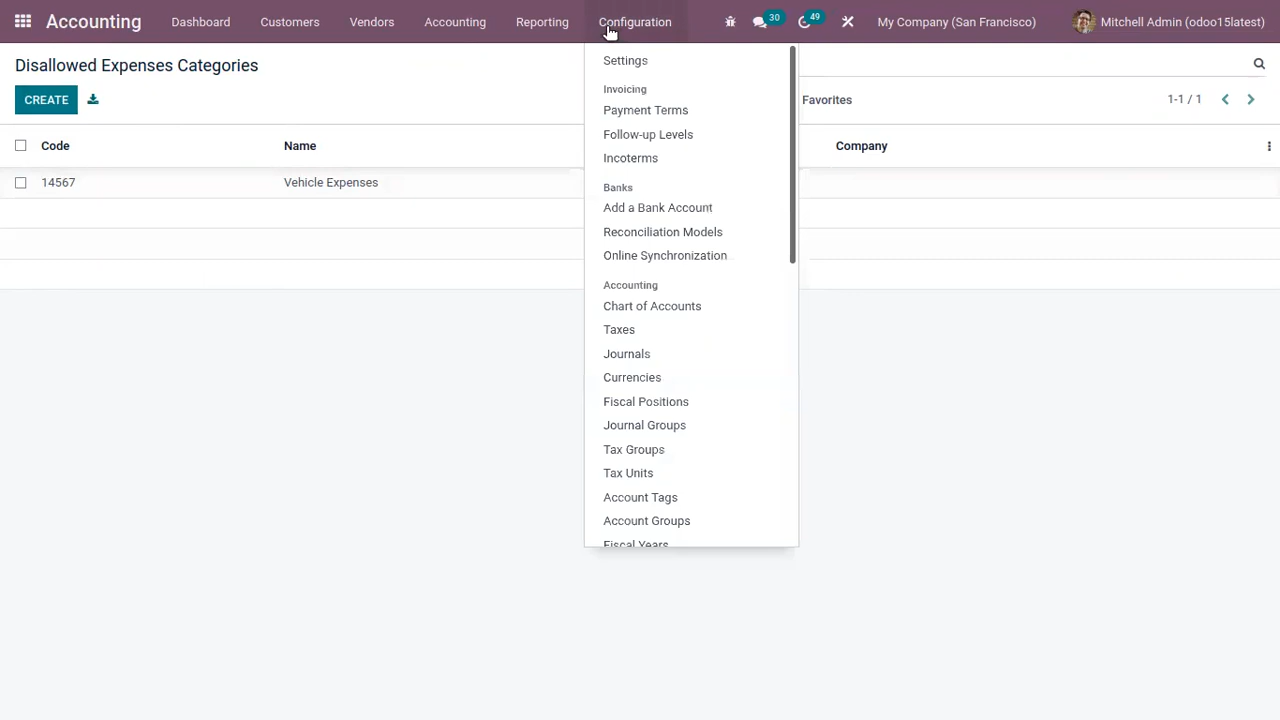 Accounting Dashboard Customers Vendors Accounting Reporting Configuration 30 49 My Company (San Francisco) Mitchell Admin (odoo15latest)
Disallowed Expenses Categories
CREATE
Favorites
1-1 / 1
Code Name Company
14567 Vehicle Expenses
Settings
Invoicing
Payment Terms
Follow-up Levels
Incoterms
Banks
Add a Bank Account
Reconciliation Models
Online Synchronization
Accounting
Chart of Accounts
Taxes
Journals
Currencies
Fiscal Positions
Journal Groups
Tax Groups
Tax Units
Account Tags
Account Groups
Fiscal Years